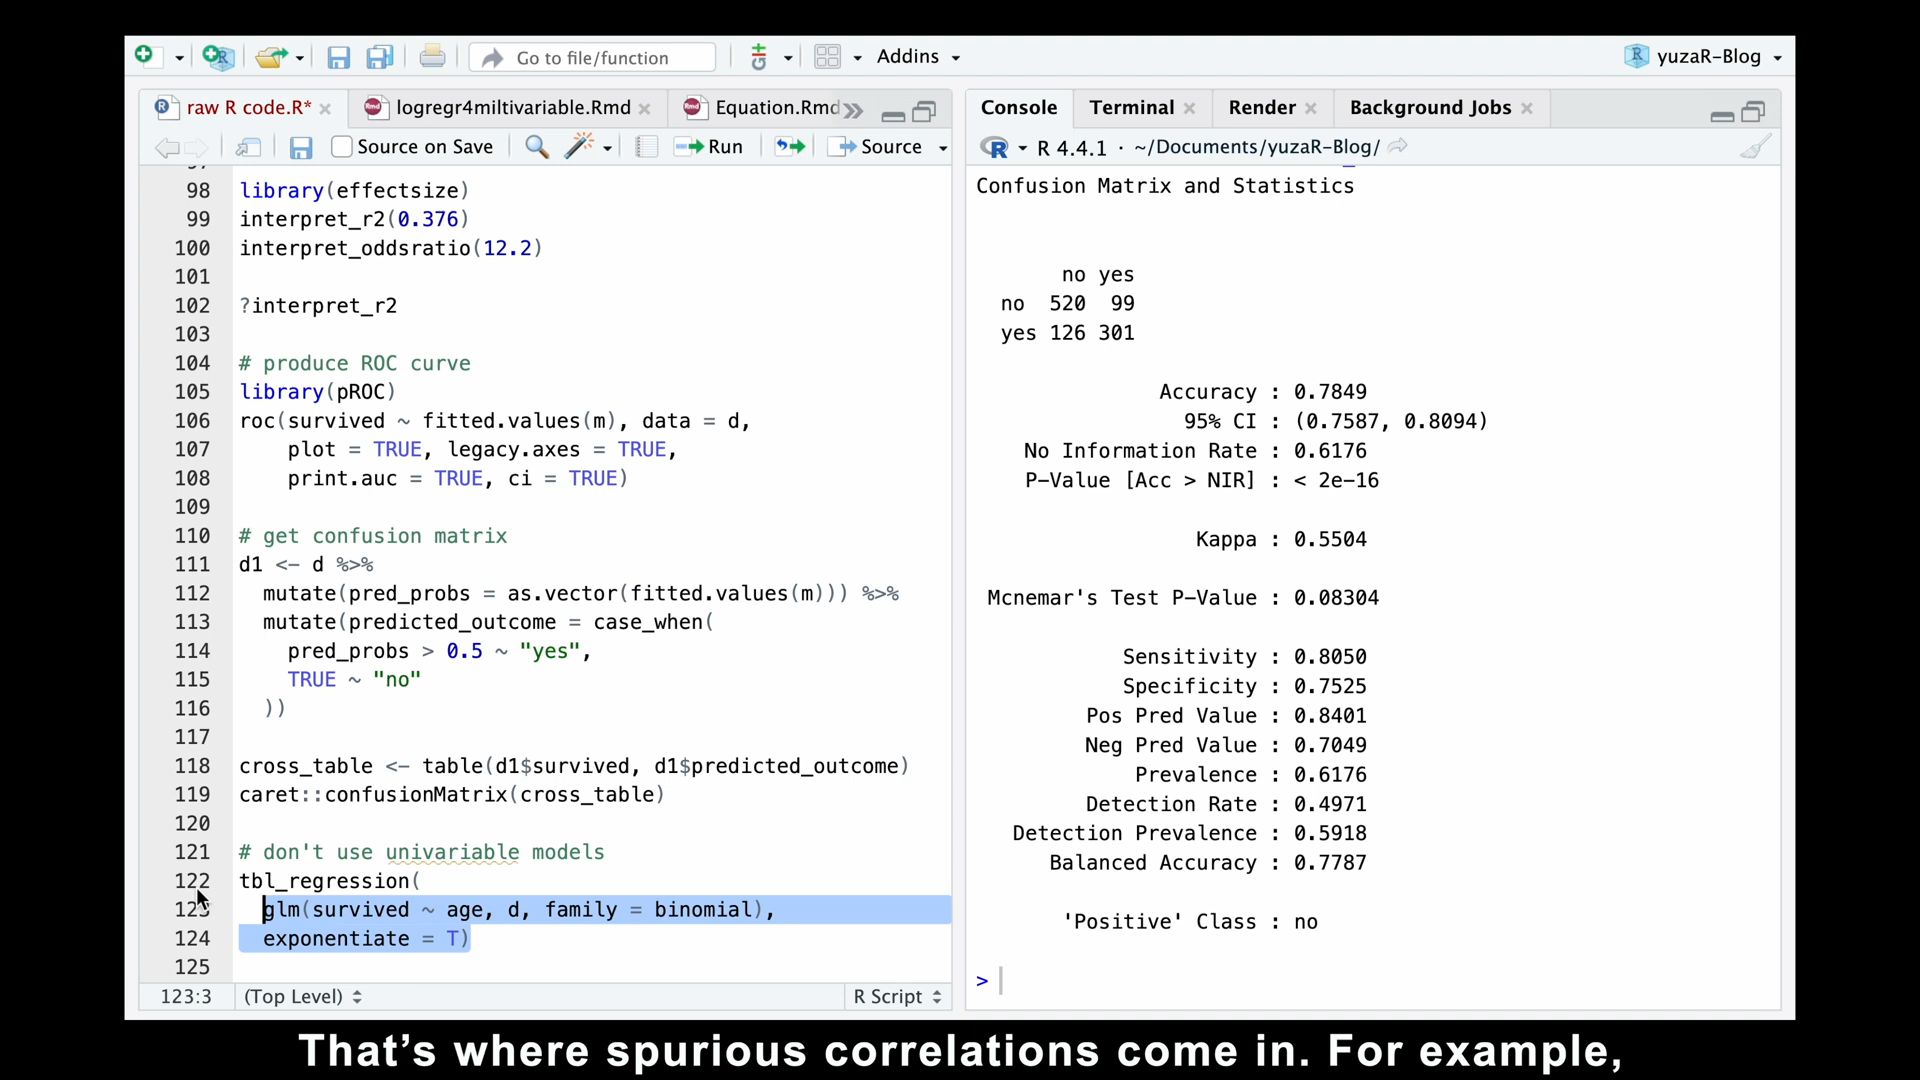 Go to file/function
Addins
yuzaR-Blog
raw R code.R*
logregr4miltivariable.Rmd
Equation.Rmd
Source on Save
Run
Source
98 library(effectsize)
99 interpret_r2(0.376)
100 interpret_oddsratio(12.2)
101
102 ?interpret_r2
103
104 # produce ROC curve
105 library(pROC)
106 roc(survived ~ fitted.values(m), data = d,
107 plot = TRUE, legacy.axes = TRUE,
108 print.auc = TRUE, ci = TRUE)
109
110 # get confusion matrix
111 d1 <- d %>%
112 mutate(pred_probs = as.vector(fitted.values(m))) %>%
113 mutate(predicted_outcome = case_when(
114 pred_probs > 0.5 ~ "yes",
115 TRUE ~ "no"
116 ))
117
118 cross_table <- table(d1$survived, d1$predicted_outcome)
119 caret::confusionMatrix(cross_table)
120
121 # don't use univariable models
122 tbl_regression(
123 glm(survived ~ age, d, family = binomial),
124 exponentiate = T)
125
123:3 (Top Level) R Script
Console Terminal Render Background Jobs
R 4.4.1 · ~/Documents/yuzaR-Blog/
Confusion Matrix and Statistics
no yes
no 520 99
yes 126 301
Accuracy : 0.7849
95% CI : (0.7587, 0.8094)
No Information Rate : 0.6176
P-Value [Acc > NIR] : < 2e-16
Kappa : 0.5504
Mcnemar's Test P-Value : 0.08304
Sensitivity : 0.8050
Specificity : 0.7525
Pos Pred Value : 0.8401
Neg Pred Value : 0.7049
Prevalence : 0.6176
Detection Rate : 0.4971
Detection Prevalence : 0.5918
Balanced Accuracy : 0.7787
'Positive' Class : no
>
That's where spurious correlations come in. For example,